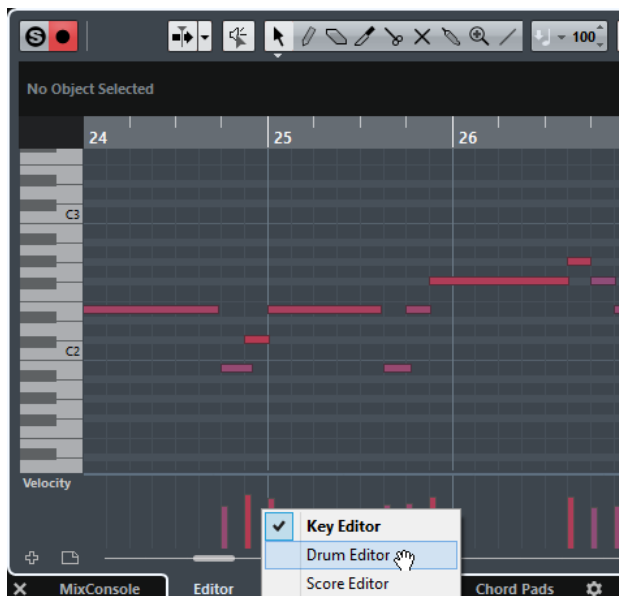 S
100
No Object Selected
24 25 26
C3
C2
Velocity
Key Editor
Drum Editor
Score Editor
MixConsole Editor Chord Pads